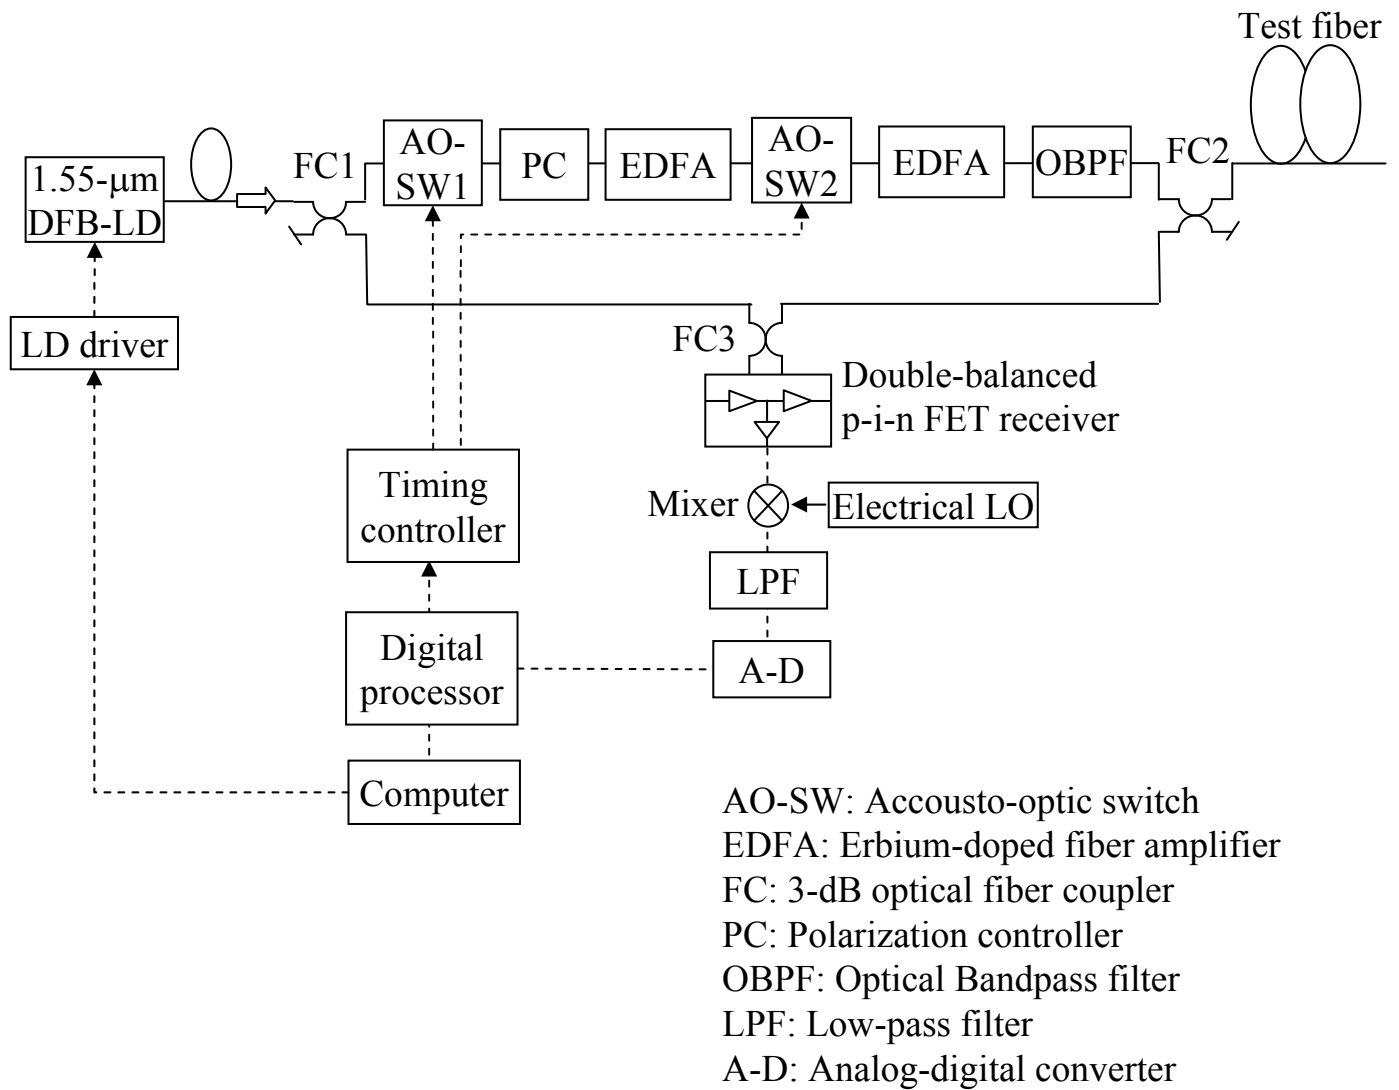 Test fiber
1.55-μm
DFB-LD
FC1
AO-
SW1
PC
EDFA
AO-
SW2
EDFA
OBPF
FC2
LD driver
FC3
Double-balanced
p-i-n FET receiver
Timing
controller
Mixer
Electrical LO
LPF
Digital
processor
A-D
Computer
AO-SW: Accousto-optic switch
EDFA: Erbium-doped fiber amplifier
FC: 3-dB optical fiber coupler
PC: Polarization controller
OBPF: Optical Bandpass filter
LPF: Low-pass filter
A-D: Analog-digital converter